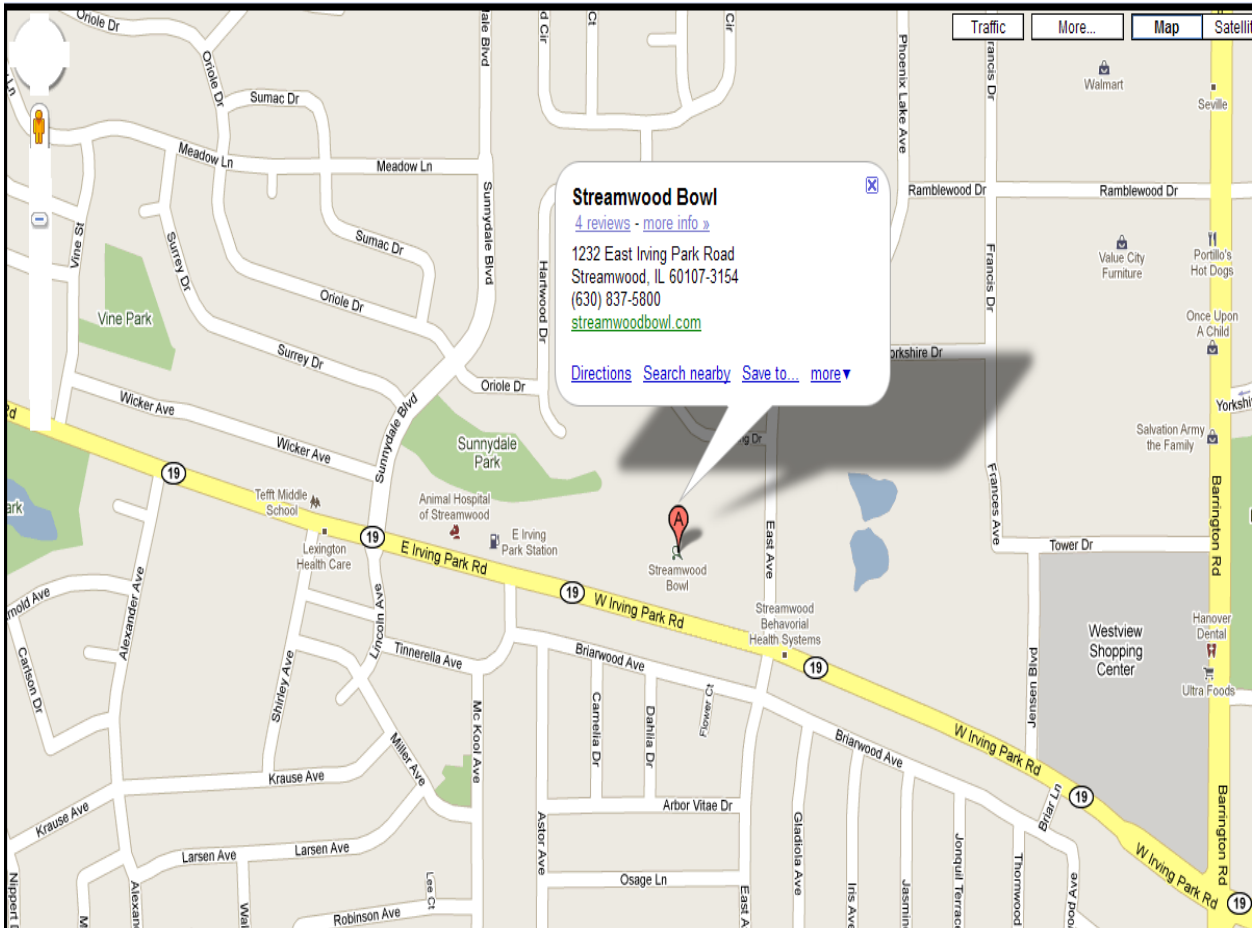 Oriole Dr
Traffic
More...
Map
Oriole Dr
Sumac Dr
Walmart
Seville
Phoenix Lake Ave
Meadow Ln
Meadow Ln
Sunnydale Blvd
Ramblewood Dr
Ramblewood Dr
Streamwood Bowl
4 reviews - more info »
1232 East Irving Park Road
Streamwood, IL 60107-3154
(630) 837-5800
streamwoodbowl.com
Directions Search nearby Save to... more▼
Vine St
Surrey Dr
Sumac Dr
Hartwood Dr
Francis Dr
Value City
Furniture
Portillo's
Hot Dogs
Oriole Dr
Vine Park
Once Upon
A Child
Surrey Dr
Oriole Dr
Wicker Ave
Wicker Ave
Sunnydale Blvd
Sunnydale
Park
Salvation Army
the Family
19
Tefft Middle
School
Animal Hospital
of Streamwood
Frances Ave
Barrington Rd
A
19
Lexington
Health Care
E Irving Park Rd
E Irving
Park Station
East Ave
Tower Dr
Streamwood
Bowl
19
W Irving Park Rd
Streamwood
Behavorial
Health Systems
19
Alexander Ave
Lincoln Ave
Tinnerella Ave
Briarwood Ave
Westview
Shopping
Center
Hanover
Dental
Ultra Foods
Carlson Dr
Shirley Ave
Mc Kool Ave
Camelia Dr
Dahlia Dr
Flower Ct
Jensen Blvd
W Irving Park Rd
Briarwood Ave
Miller Ave
Krause Ave
19
Krause Ave
Arbor Vitae Dr
Briar Ln
Barrington Rd
Astor Ave
Gladiola Ave
Larsen Ave
Larsen Ave
W Irving Park Rd
Osage Ln
Lee Ct
Iris Ave
Jonquil Terrace
Robinson Ave
19